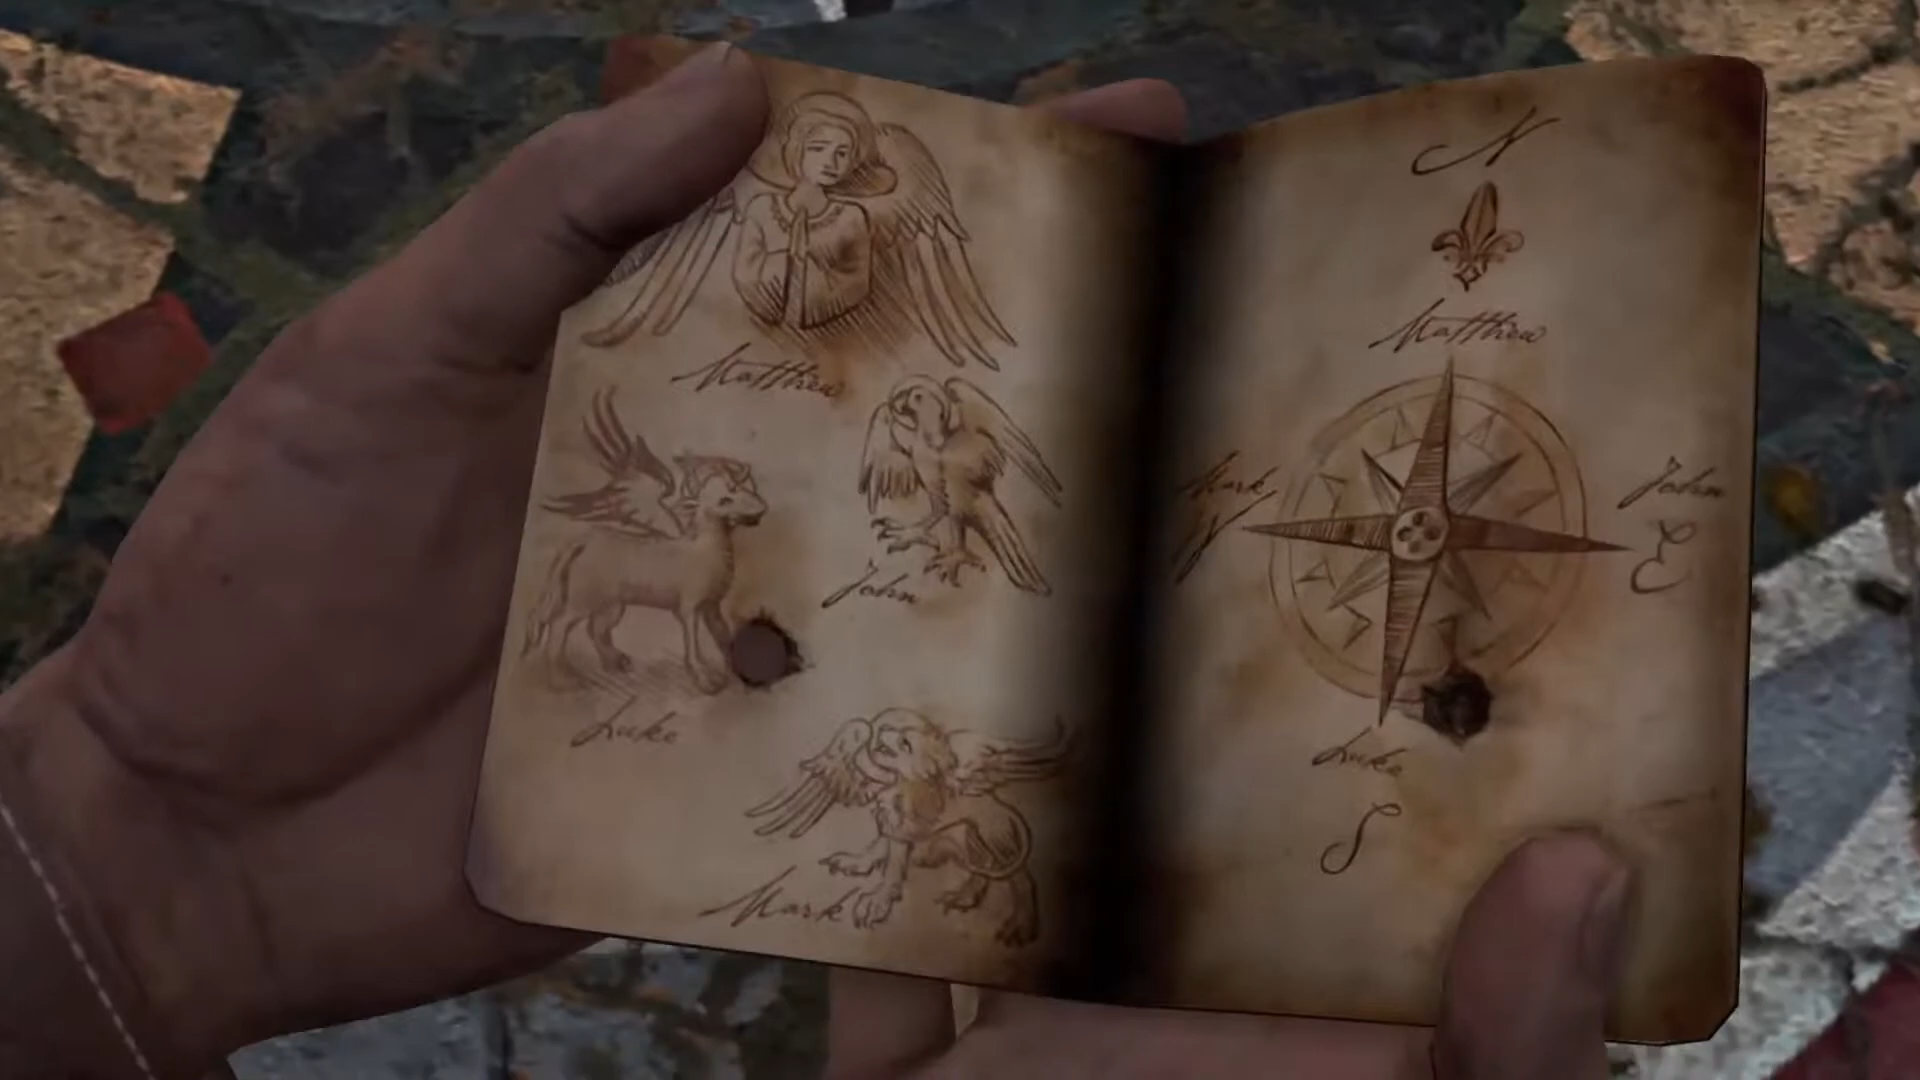 Matthew
John
Luke
Mark
N
Matthew
Mark
W
John
E
Luke
S